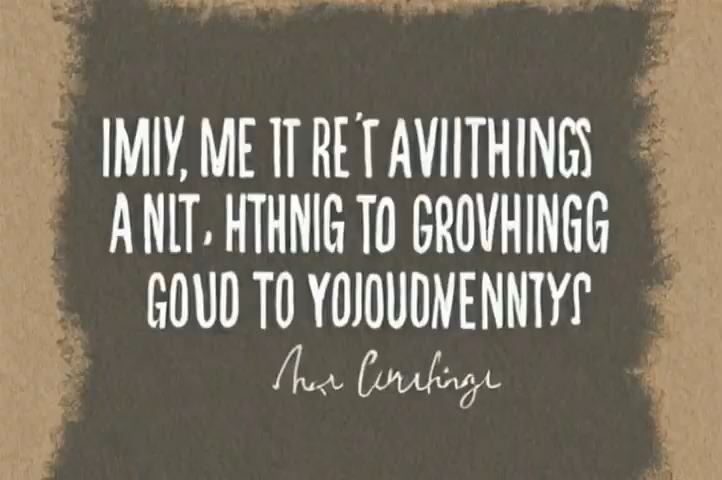 IMIY, ME IT RE'T AVIITHINGS
A NLT. HTHNIG TO GROVHINGG
GOUD TO YOJOUDNENNTYS